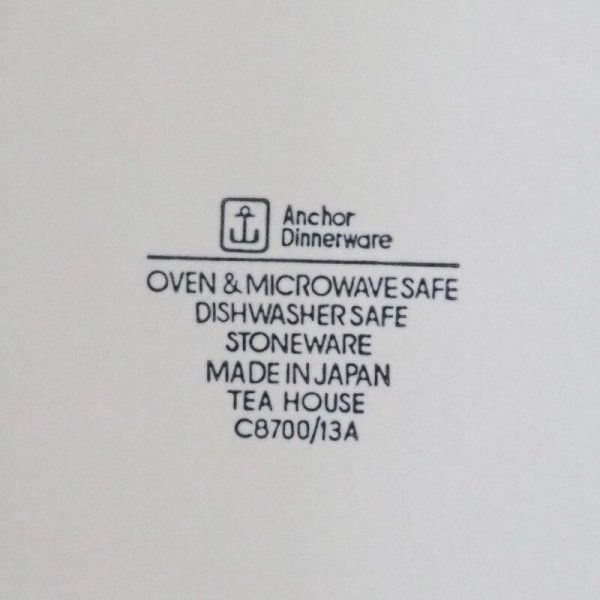 Anchor
Dinnerware
OVEN & MICROWAVE SAFE
DISHWASHER SAFE
STONEWARE
MADE IN JAPAN
TEA HOUSE
C8700/13A